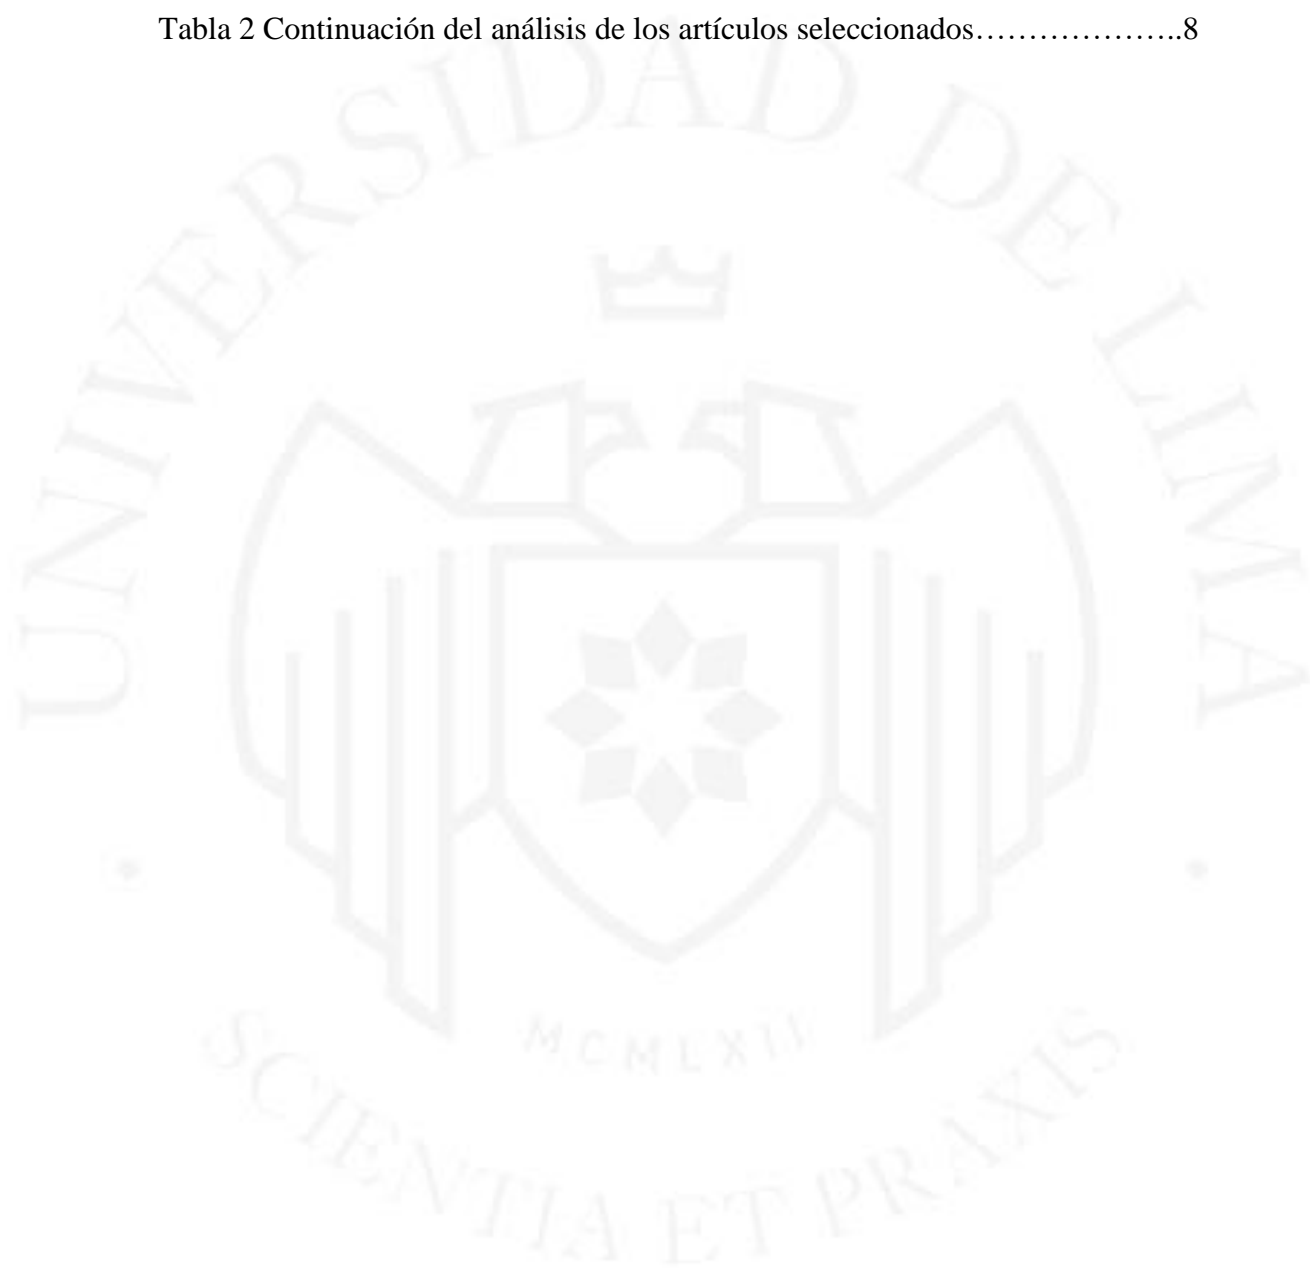 Tabla 2 Continuación del análisis de los artículos seleccionados………………..8
UNIVERSIDAD DE LIMA
MCMLXII
SCIENTIA ET PRAXIS